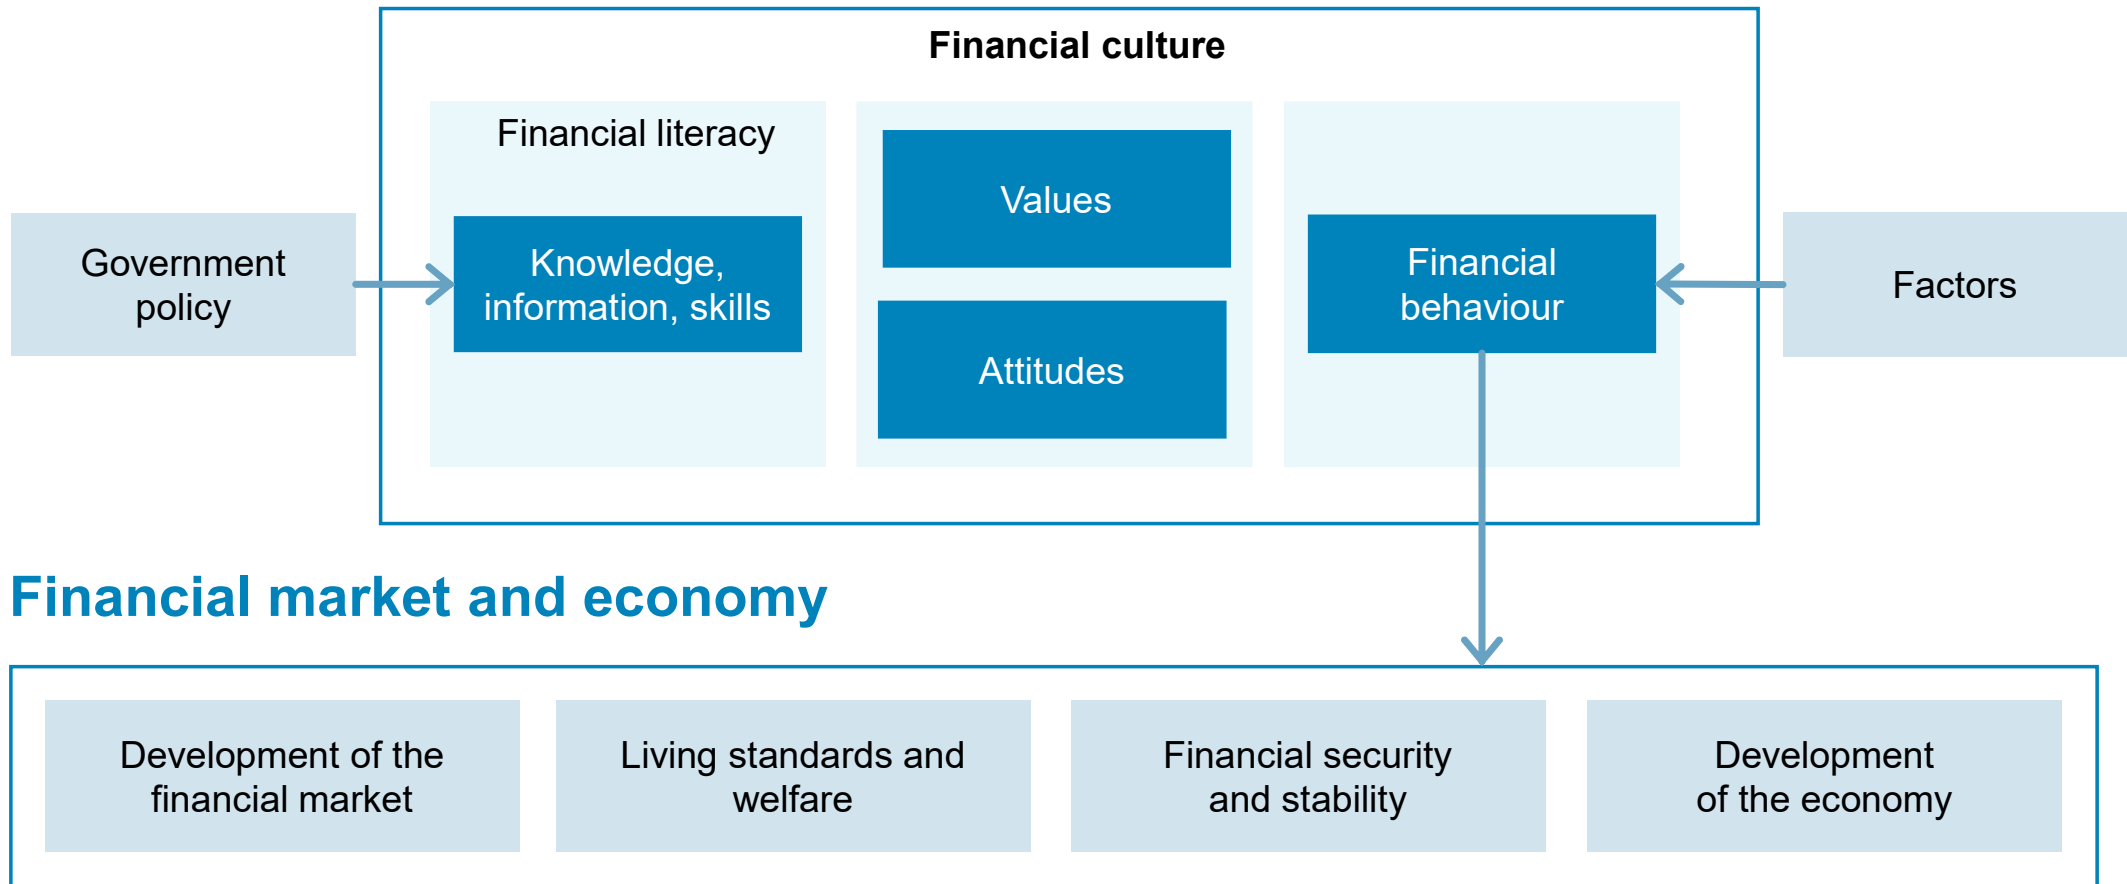 Financial culture
Financial literacy
Government
policy
Knowledge,
information, skills
Values
Attitudes
Financial
behaviour
Factors
Financial market and economy
Development of the
financial market
Living standards and
welfare
Financial security
and stability
Development
of the economy